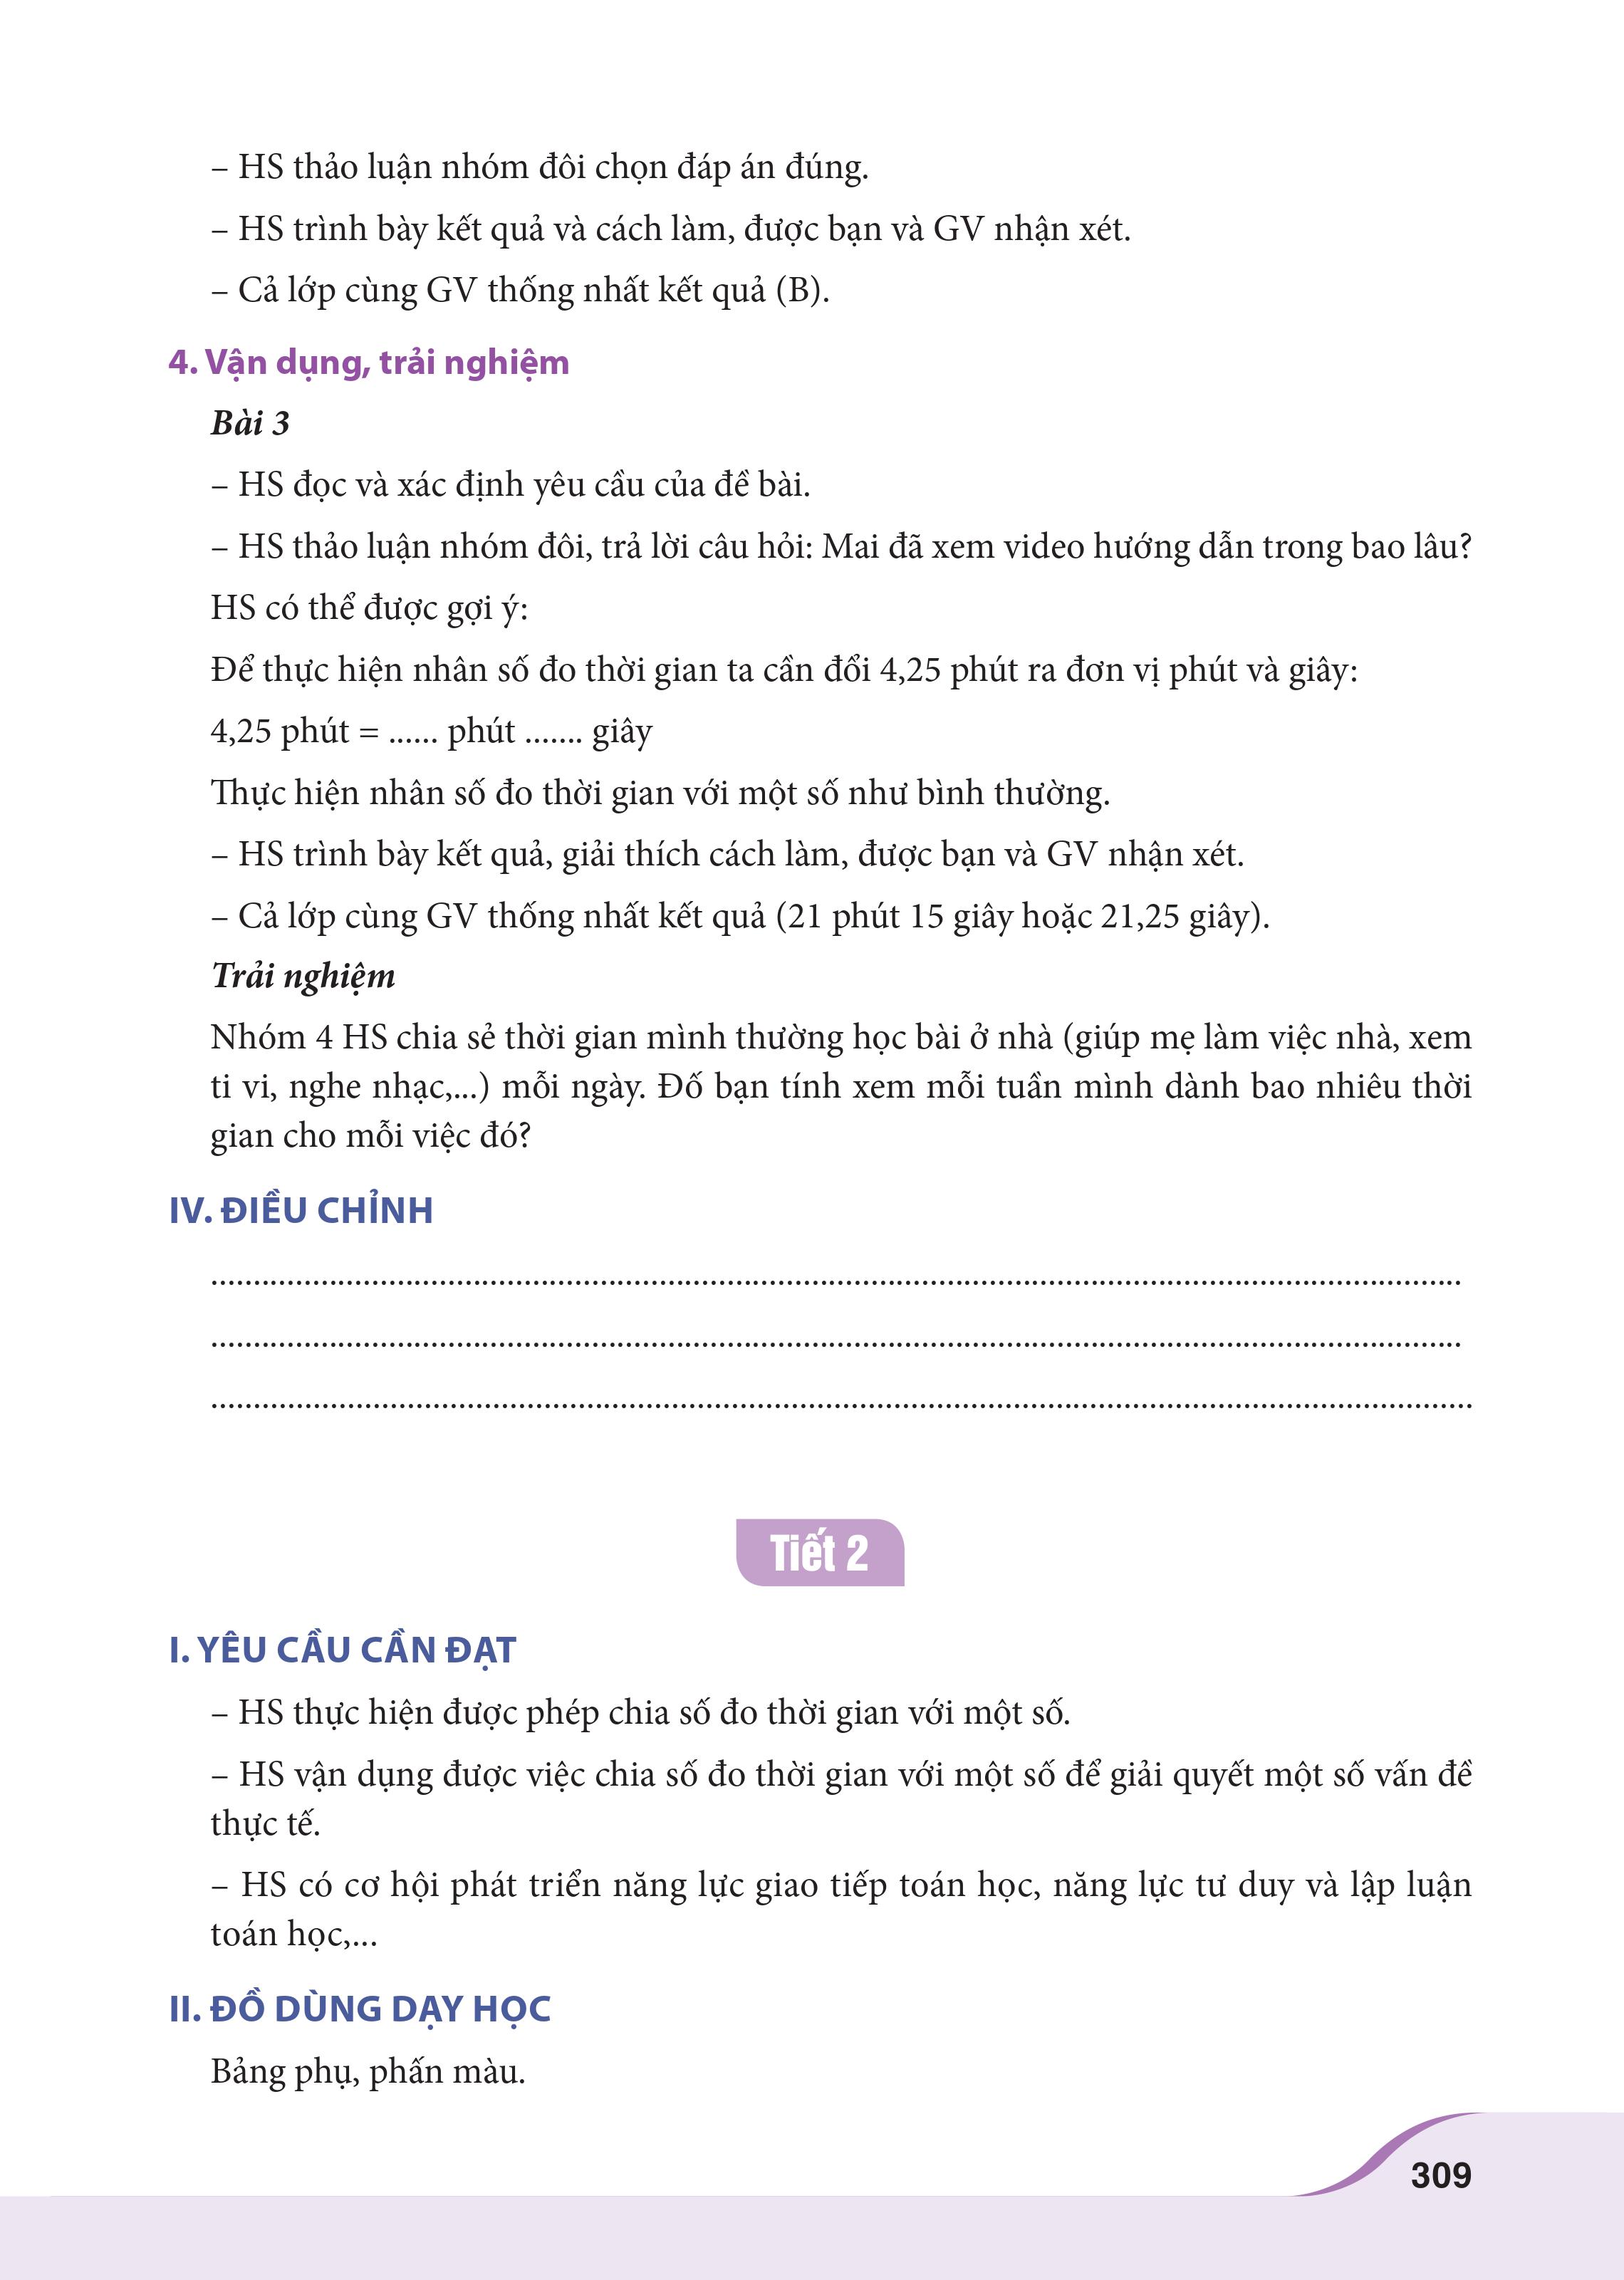 – HS thảo luận nhóm đôi chọn đáp án đúng.
– HS trình bày kết quả và cách làm, được bạn và GV nhận xét.
– Cả lớp cùng GV thống nhất kết quả (B).
4. Vận dụng, trải nghiệm
Bài 3
– HS đọc và xác định yêu cầu của đề bài.
– HS thảo luận nhóm đôi, trả lời câu hỏi: Mai đã xem video hướng dẫn trong bao lâu?
HS có thể được gợi ý:
Để thực hiện nhân số đo thời gian ta cần đổi 4,25 phút ra đơn vị phút và giây:
4,25 phút = ...... phút ....... giây
Thực hiện nhân số đo thời gian với một số như bình thường.
– HS trình bày kết quả, giải thích cách làm, được bạn và GV nhận xét.
– Cả lớp cùng GV thống nhất kết quả (21 phút 15 giây hoặc 21,25 giây).
Trải nghiệm
Nhóm 4 HS chia sẻ thời gian mình thường học bài ở nhà (giúp mẹ làm việc nhà, xem
ti vi, nghe nhạc,...) mỗi ngày. Đố bạn tính xem mỗi tuần mình dành bao nhiêu thời
gian cho mỗi việc đó?
IV. ĐIỀU CHỈNH
Tiết 2
I. YÊU CẦU CẦN ĐẠT
– HS thực hiện được phép chia số đo thời gian với một số.
– HS vận dụng được việc chia số đo thời gian với một số để giải quyết một số vấn đề
thực tế.
– HS có cơ hội phát triển năng lực giao tiếp toán học, năng lực tư duy và lập luận
toán học,...
II. ĐỒ DÙNG DẠY HỌC
Bảng phụ, phấn màu.
309